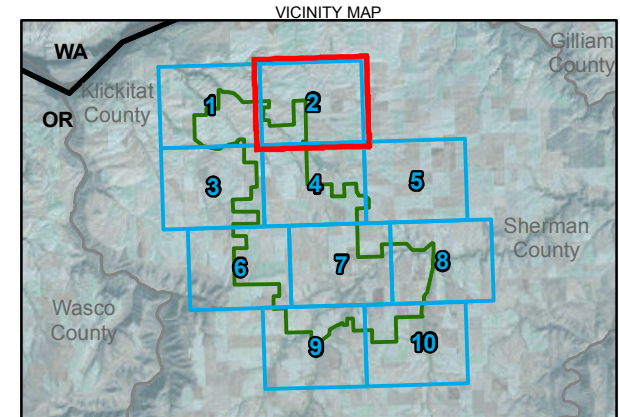 VICINITY MAP
WA
Gilliam
County
Klickitat
County
OR
1
2
3
4
5
Sherman
County
6
7
8
Wasco
County
9
10